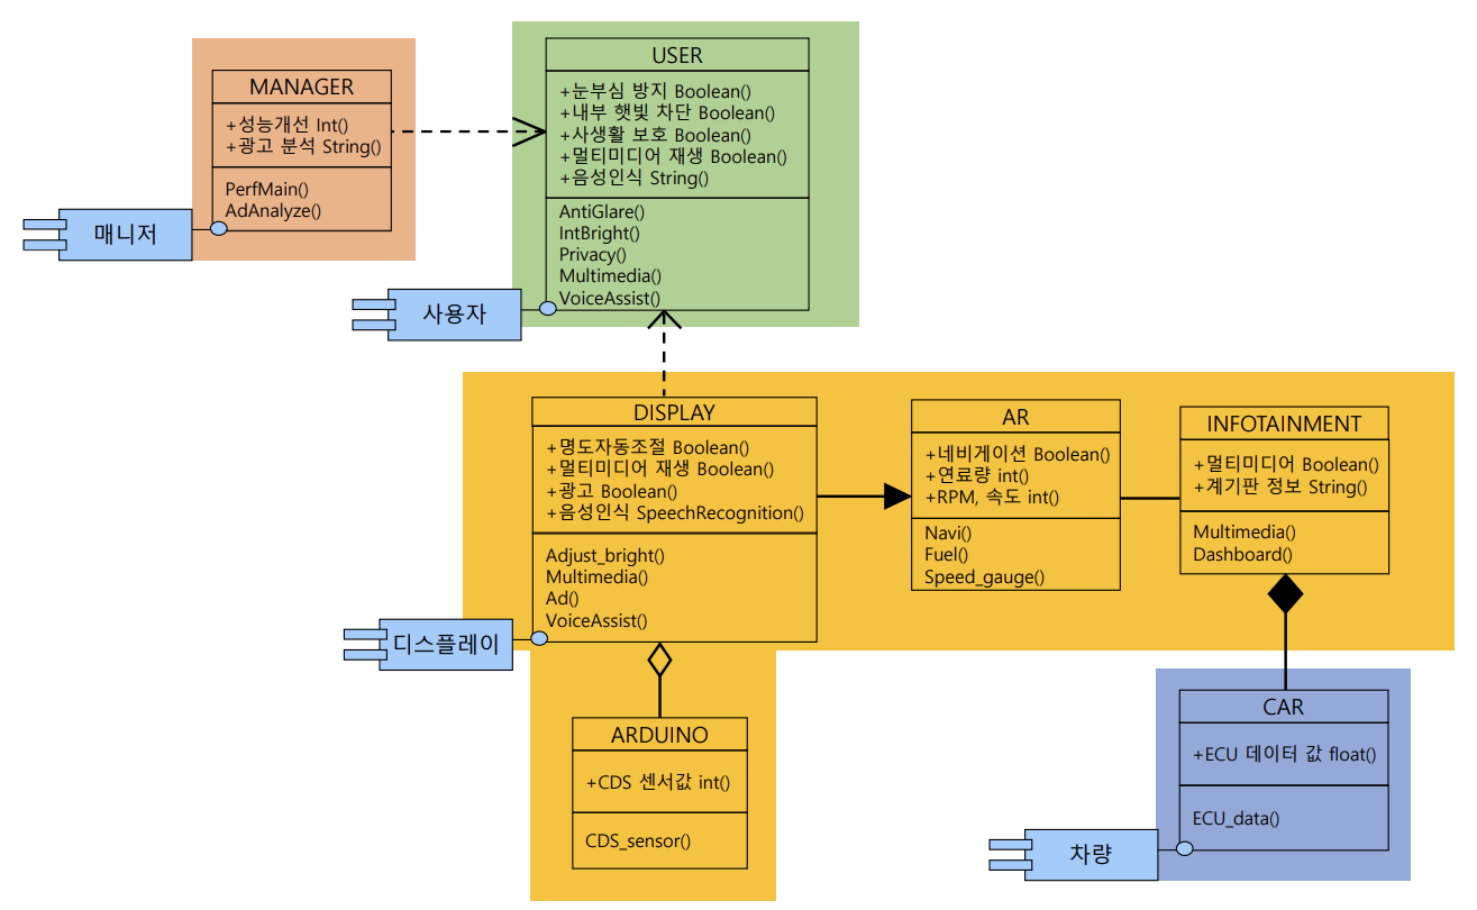 MANAGER
+성능개선 Int()
+광고 분석 String()
PerfMain()
AdAnalyze()
매니저
USER
+눈부심 방지 Boolean()
+내부 햇빛 차단 Boolean()
+사생활 보호 Boolean()
+멀티미디어 재생 Boolean()
+음성인식 String()
AntiGlare()
IntBright()
Privacy()
Multimedia()
VoiceAssist()
사용자
DISPLAY
+명도자동조절 Boolean()
+멀티미디어 재생 Boolean()
+광고 Boolean()
+음성인식 SpeechRecognition()
Adjust_bright()
Multimedia()
Ad()
VoiceAssist()
디스플레이
AR
+네비게이션 Boolean()
+연료량 int()
+RPM, 속도 int()
Navi()
Fuel()
Speed_gauge()
INFOTAINMENT
+멀티미디어 Boolean()
+계기판 정보 String()
Multimedia()
Dashboard()
ARDUINO
+CDS 센서값 int()
CDS_sensor()
CAR
+ECU 데이터 값 float()
ECU_data()
차량